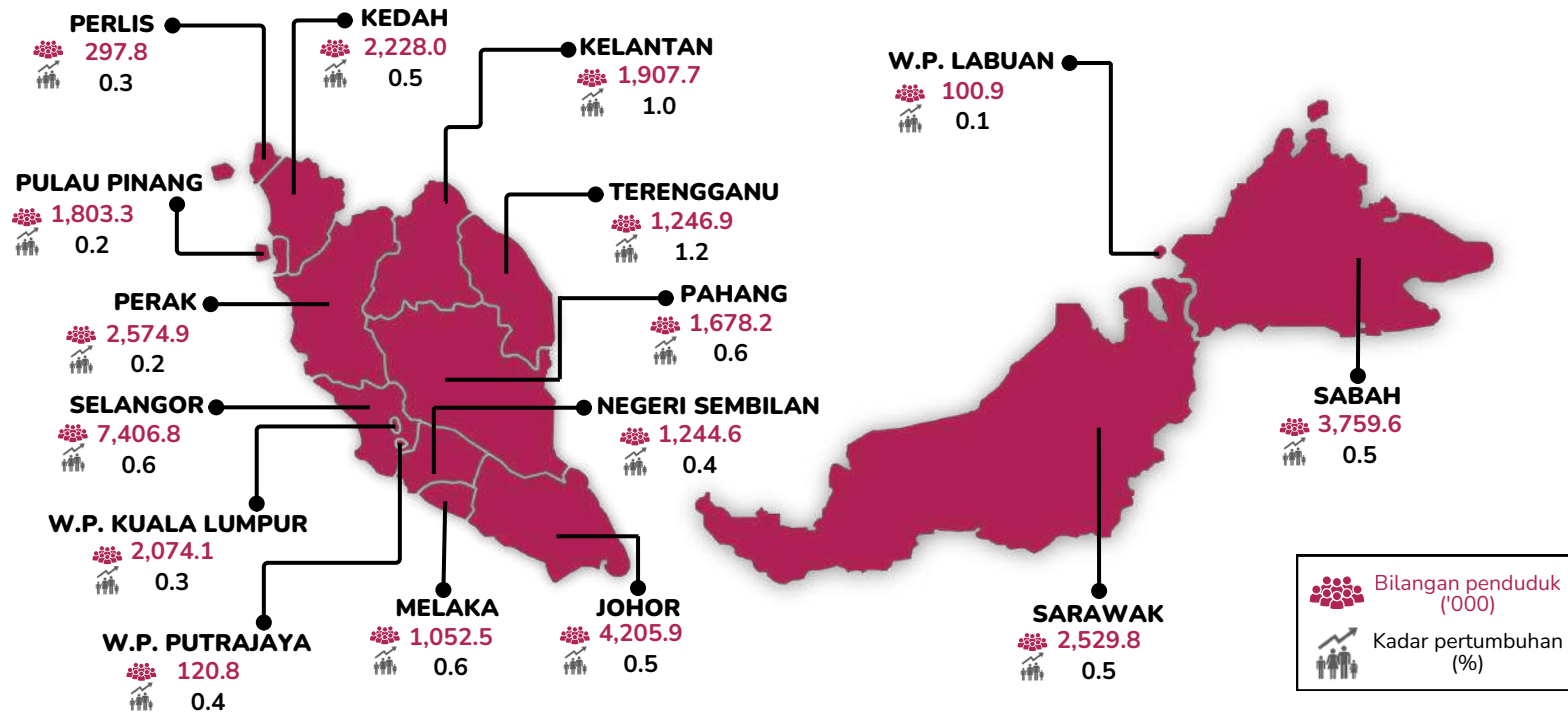 PERLIS
297.8
0.3
KEDAH
2,228.0
0.5
KELANTAN
1,907.7
1.0
W.P. LABUAN
100.9
0.1
PULAU PINANG
1,803.3
0.2
TERENGGANU
1,246.9
1.2
PERAK
2,574.9
0.2
PAHANG
1,678.2
0.6
SELANGOR
7,406.8
0.6
NEGERI SEMBILAN
1,244.6
0.4
SABAH
3,759.6
0.5
W.P. KUALA LUMPUR
2,074.1
0.3
W.P. PUTRAJAYA
120.8
0.4
MELAKA
1,052.5
0.6
JOHOR
4,205.9
0.5
SARAWAK
2,529.8
0.5
Bilangan penduduk
('000)
Kadar pertumbuhan
(%)